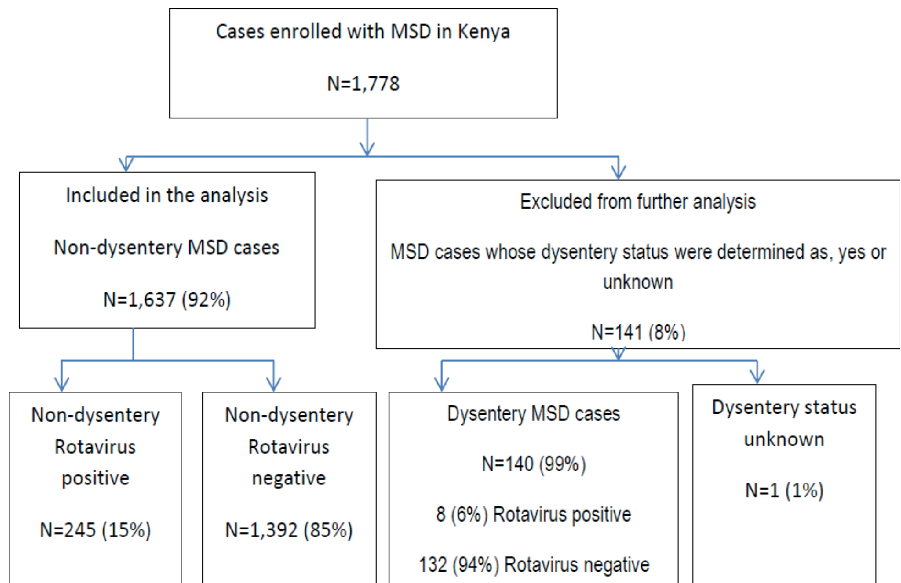 Cases enrolled with MSD in Kenya
N=1,778
Included in the analysis
Non-dysentery MSD cases
N=1,637 (92%)
Excluded from further analysis
MSD cases whose dysentery status were determined as, yes or
unknown
N=141 (8%)
Non-dysentery
Rotavirus
positive
N=245 (15%)
Non-dysentery
Rotavirus
negative
N=1,392 (85%)
Dysentery MSD cases
N=140 (99%)
8 (6%) Rotavirus positive
132 (94%) Rotavirus negative
Dysentery status
unknown
N=1 (1%)